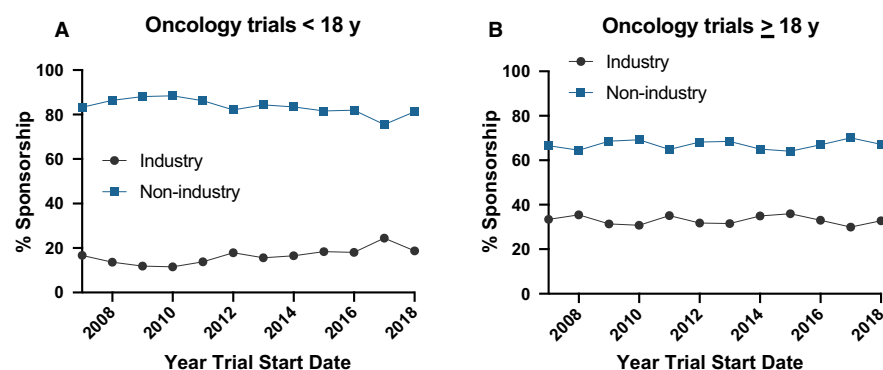 A
Oncology trials < 18 y
100
80
60
40
20
0
% Sponsorship
Industry
Non-industry
2008
2010
2012
2014
2016
2018
Year Trial Start Date
B
Oncology trials ≥ 18 y
Industry
Non-industry
100
80
60
40
20
0
% Sponsorship
2008
2010
2012
2014
2016
2018
Year Trial Start Date